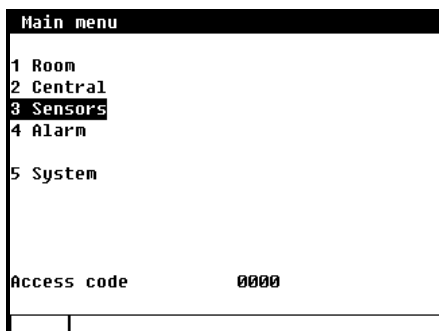 Main menu
1 Room
2 Central
3 Sensors
4 Alarm
5 System
Access code 0000